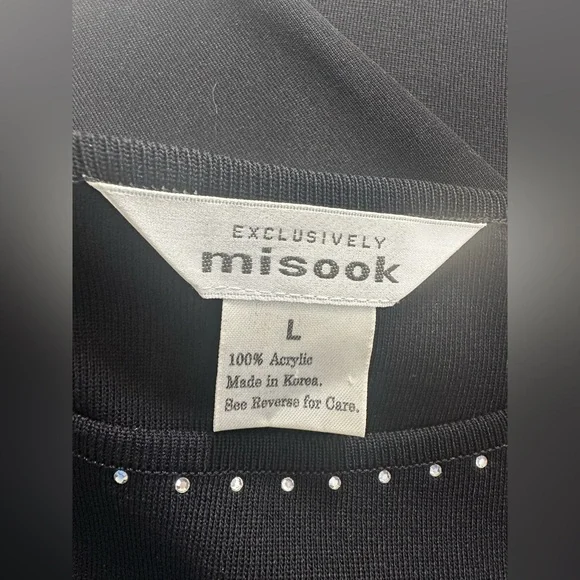 EXCLUSIVELY
misook
L
100% Acrylic
Made in Korea.
See Reverse for Care.